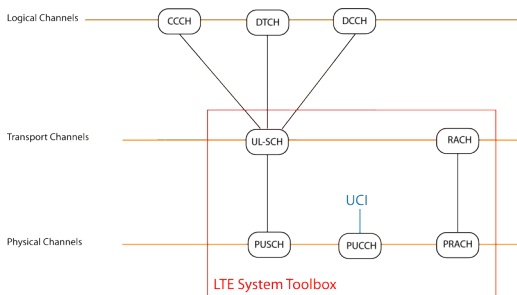 Logical Channels CCCH DTCH DCCH
Transport Channels UL-SCH RACH
UCI
Physical Channels PUSCH PUCCH PRACH
LTE System Toolbox